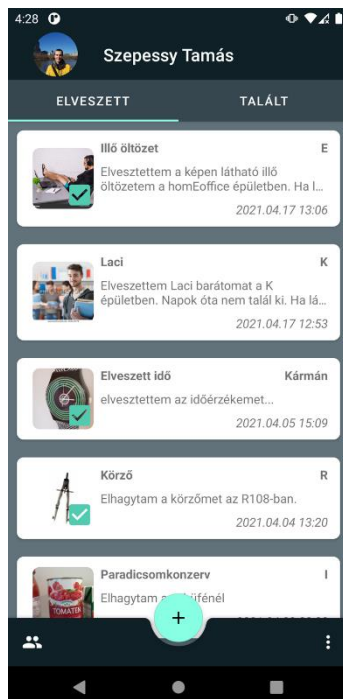 4:28
Szepessy Tamás
ELVESZETT
TALÁLT
Illő öltözet
E
Elvesztettem a képen látható illő
öltözetem a homEoffice épületben. Ha l...
2021.04.17 13:06
Laci
K
Elveszettem Laci barátomat a K
épületben. Napok óta nem talál ki. Ha lá...
2021.04.17 12:53
Elveszett idő
Kármán
elvesztettem az időérzékemet...
2021.04.05 15:09
Körző
R
Elhagytam a körzőmet az R108-ban.
2021.04.04 13:20
Paradicsomkonzerv
I
TOMATEN
Elhagytam
+